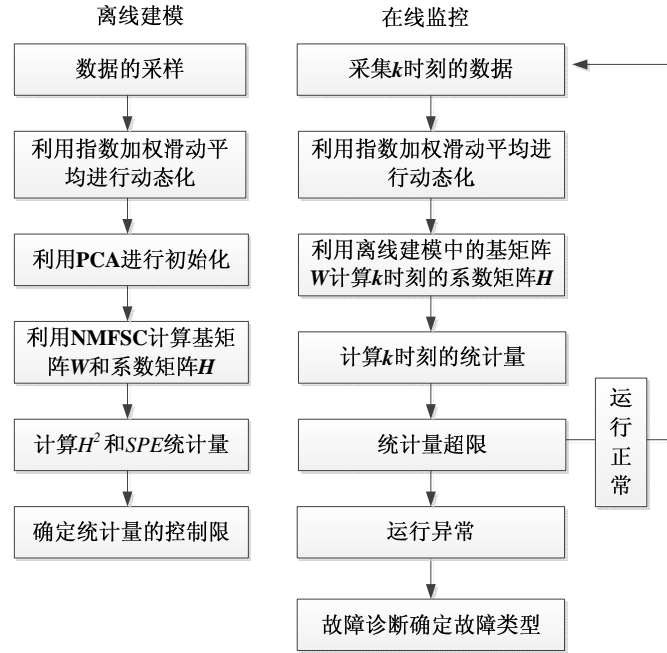 离线建模
数据的采样
利用指数加权滑动平
均进行动态化
利用PCA进行初始化
利用NMFSC计算基矩
阵W和系数矩阵H
计算H²和SPE统计量
确定统计量的控制限
在线监控
采集k时刻的数据
利用指数加权滑动平均进
行动态化
利用离线建模中的基矩阵
W计算k时刻的系数矩阵H
计算k时刻的统计量
统计量超限
运行异常
故障诊断确定故障类型
运
行
正
常